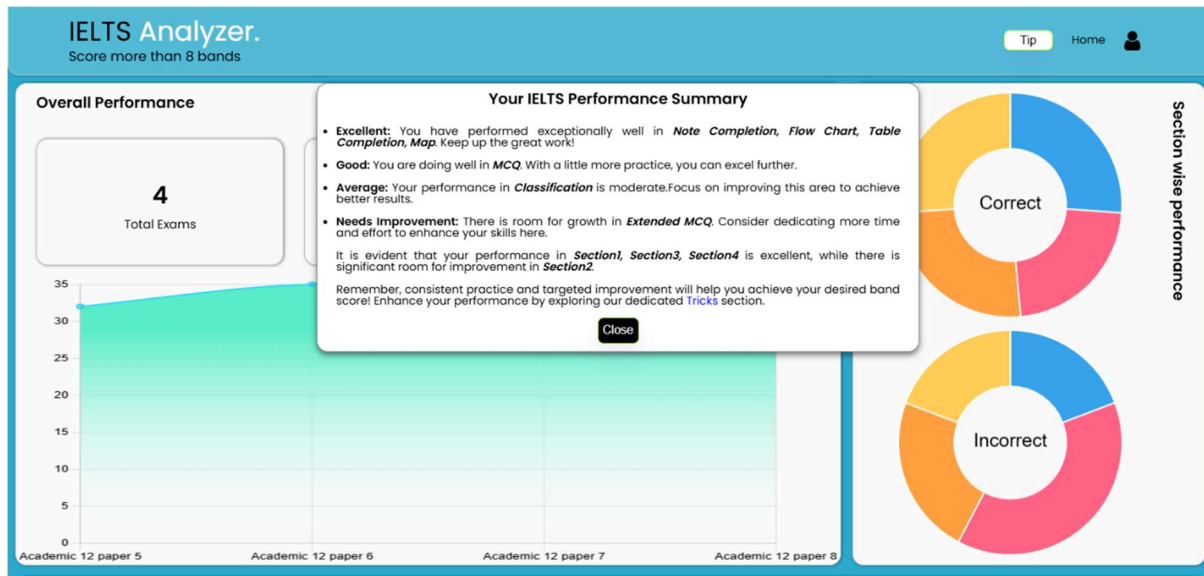 IELTS Analyzer.
Score more than 8 bands
Tip
Home
Overall Performance
4
Total Exams
Your IELTS Performance Summary
• Excellent: You have performed exceptionally well in Note Completion, Flow Chart, Table
Completion, Map. Keep up the great work!
• Good: You are doing well in MCQ. With a little more practice, you can excel further.
• Average: Your performance in Classification is moderate.Focus on improving this area to achieve
better results.
• Needs Improvement: There is room for growth in Extended MCQ. Consider dedicating more time
and effort to enhance your skills here.
It is evident that your performance in Section1, Section3, Section4 is excellent, while there is
significant room for improvement in Section2.
Remember, consistent practice and targeted improvement will help you achieve your desired band
score! Enhance your performance by exploring our dedicated Tricks section.
Close
35
30
25
20
15
10
5
0
Academic 12 paper 5
Academic 12 paper 6
Academic 12 paper 7
Academic 12 paper 8
Correct
Incorrect
Section wise performance